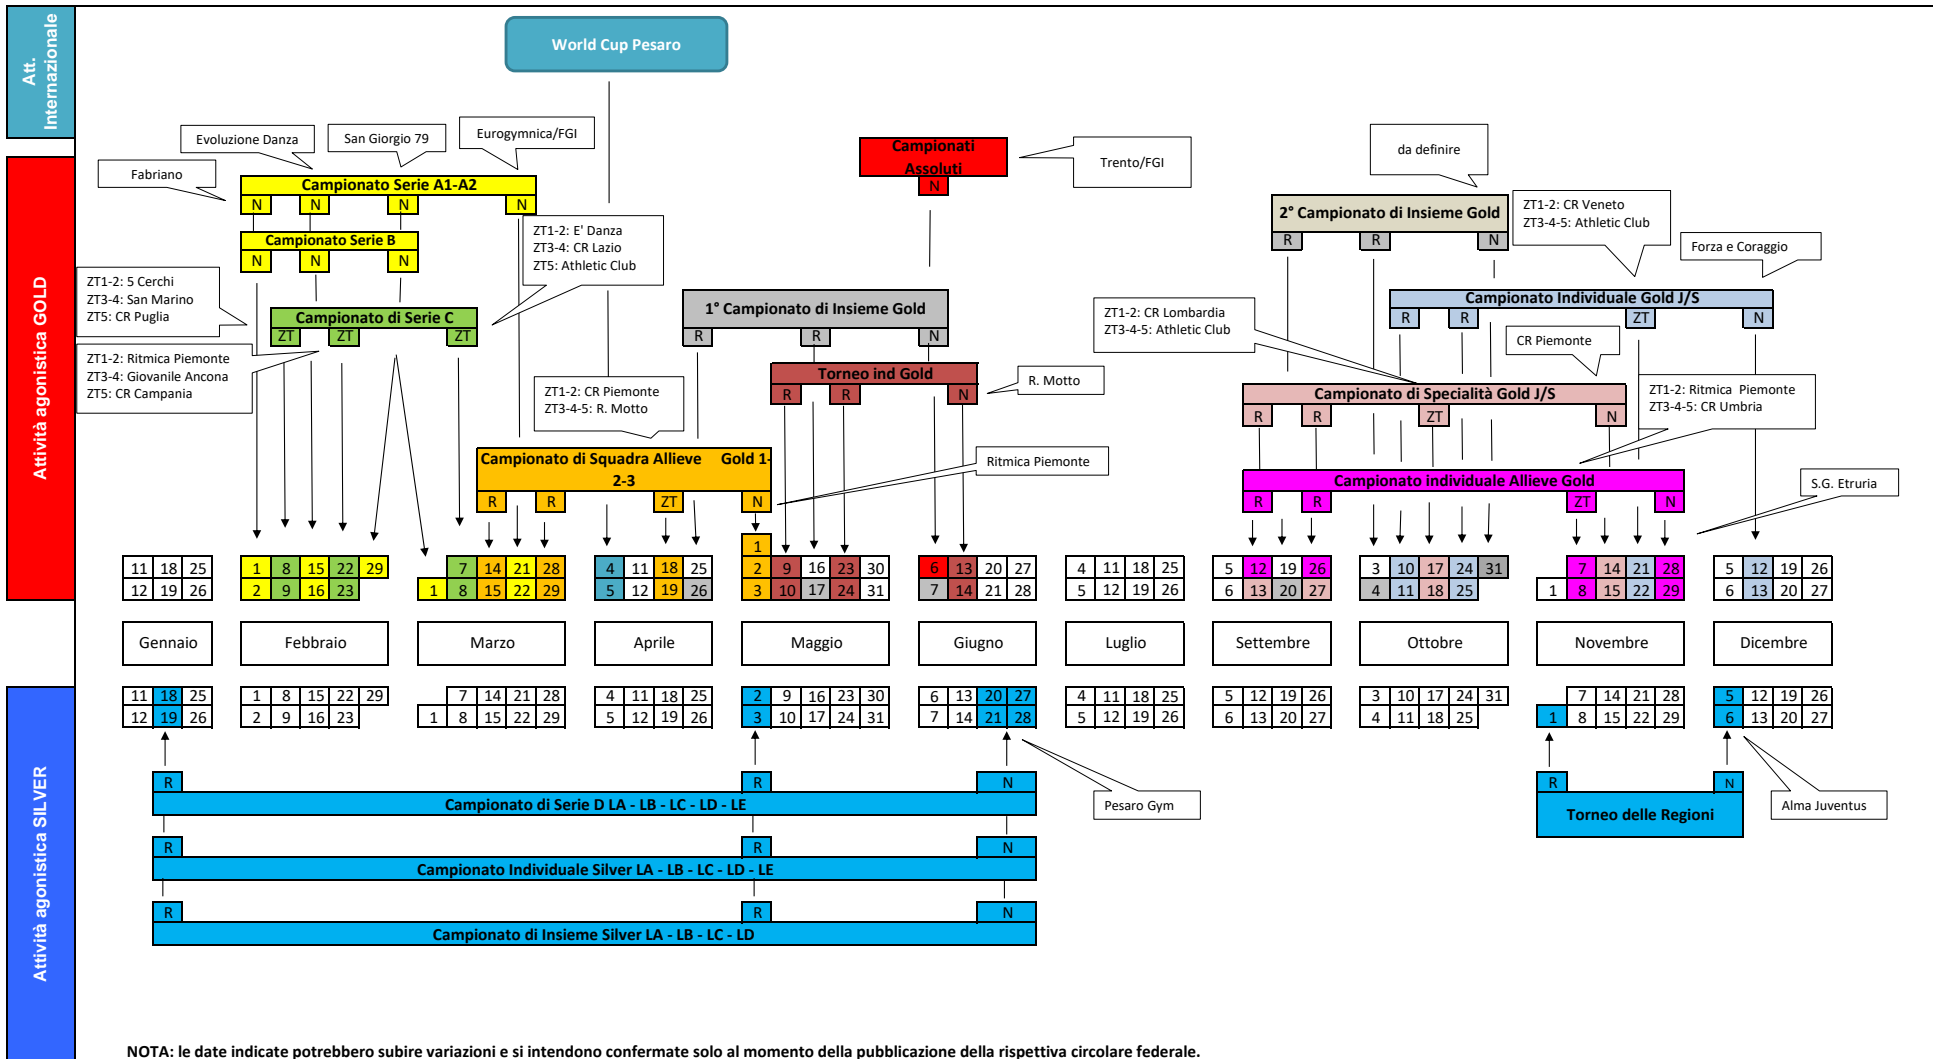 Att.
Internazionale
World Cup Pesaro
Attività agonistica GOLD
Evoluzione Danza
San Giorgio 79
Eurogymnica/FGI
Fabriano
Campionato Serie A1-A2
N N N N
Campionato Serie B
N N N
Campionati
Assoluti
N
Trento/FGI
da definire
2° Campionato di Insieme Gold
R R N
ZT1-2: CR Veneto
ZT3-4-5: Athletic Club
Forza e Coraggio
ZT1-2: E' Danza
ZT3-4: CR Lazio
ZT5: Athletic Club
ZT1-2: 5 Cerchi
ZT3-4: San Marino
ZT5: CR Puglia
Campionato di Serie C
ZT ZT ZT
1° Campionato di Insieme Gold
R R N
Campionato Individuale Gold J/S
R R ZT N
ZT1-2: CR Lombardia
ZT3-4-5: Athletic Club
CR Piemonte
ZT1-2: Ritmica Piemonte
ZT3-4: Giovanile Ancona
ZT5: CR Campania
ZT1-2: CR Piemonte
ZT3-4-5: R. Motto
Torneo ind Gold
R R N
R. Motto
Campionato di Specialità Gold J/S
R R ZT N
ZT1-2: Ritmica Piemonte
ZT3-4-5: CR Umbria
Campionato di Squadra Allieve Gold 1-
2-3
R R ZT N
Ritmica Piemonte
Campionato individuale Allieve Gold
R R ZT N
S.G. Etruria
1
11 18 25 1 8 15 22 29 7 14 21 28 4 11 18 25 2 9 16 23 30 6 13 20 27 4 11 18 25 5 12 19 26 3 10 17 24 31 7 14 21 28 5 12 19 26
12 19 26 2 9 16 23 1 8 15 22 29 5 12 19 26 3 10 17 24 31 7 14 21 28 5 12 19 26 6 13 20 27 4 11 18 25 1 8 15 22 29 6 13 20 27
Gennaio Febbraio Marzo Aprile Maggio Giugno Luglio Settembre Ottobre Novembre Dicembre
Attività agonistica SILVER
11 18 25 1 8 15 22 29 7 14 21 28 4 11 18 25 2 9 16 23 30 6 13 20 27 4 11 18 25 5 12 19 26 3 10 17 24 31 7 14 21 28 5 12 19 26
12 19 26 2 9 16 23 1 8 15 22 29 5 12 19 26 3 10 17 24 31 7 14 21 28 5 12 19 26 6 13 20 27 4 11 18 25 1 8 15 22 29 6 13 20 27
R R N
Campionato di Serie D LA - LB - LC - LD - LE
Pesaro Gym
R N
Torneo delle Regioni
Alma Juventus
R R N
Campionato Individuale Silver LA - LB - LC - LD - LE
R R N
Campionato di Insieme Silver LA - LB - LC - LD
NOTA: le date indicate potrebbero subire variazioni e si intendono confermate solo al momento della pubblicazione della rispettiva circolare federale.